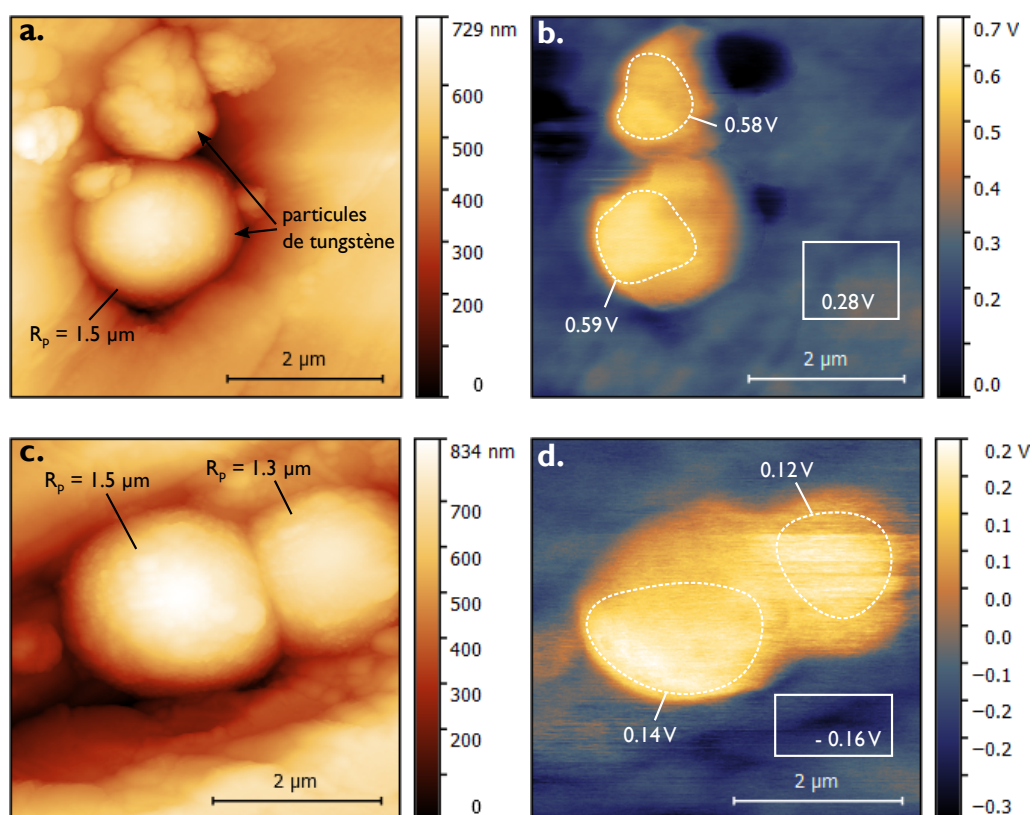 a.
729 nm
600
500
400
300
200
100
0
particules
de tungstène
Rp = 1.5 µm
2 µm
b.
0.7 V
0.6
0.5
0.4
0.3
0.2
0.0
0.58 V
0.59 V
0.28 V
2 µm
c.
834 nm
700
600
500
400
300
200
0
Rp = 1.5 µm
Rp = 1.3 µm
2 µm
d.
0.2 V
0.2
0.1
0.1
0.0
0.0
−0.1
−0.2
−0.2
−0.3
0.12 V
0.14 V
- 0.16 V
2 µm